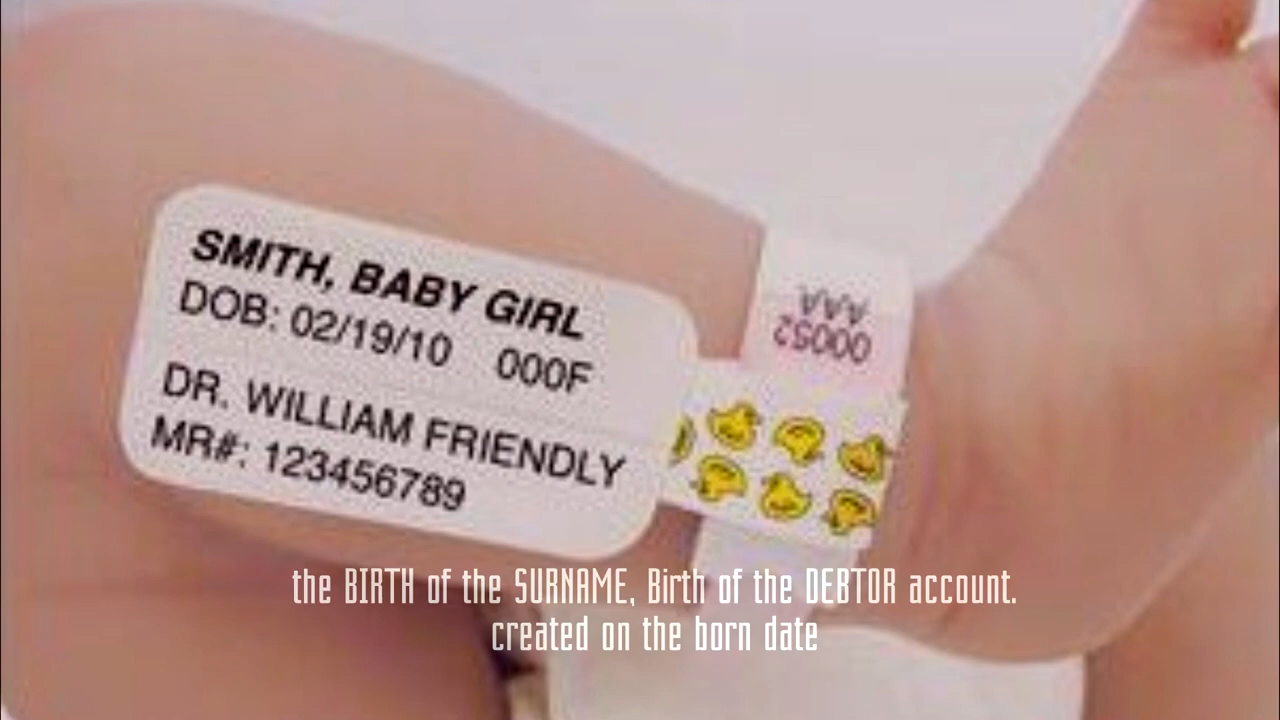 SMITH, BABY GIRL
DOB: 02/19/10 000F
DR. WILLIAM FRIENDLY
MR#: 123456789
00052
AAA
the BIRTH of the SURNAME, Birth of the DEBTOR account.
created on the born date